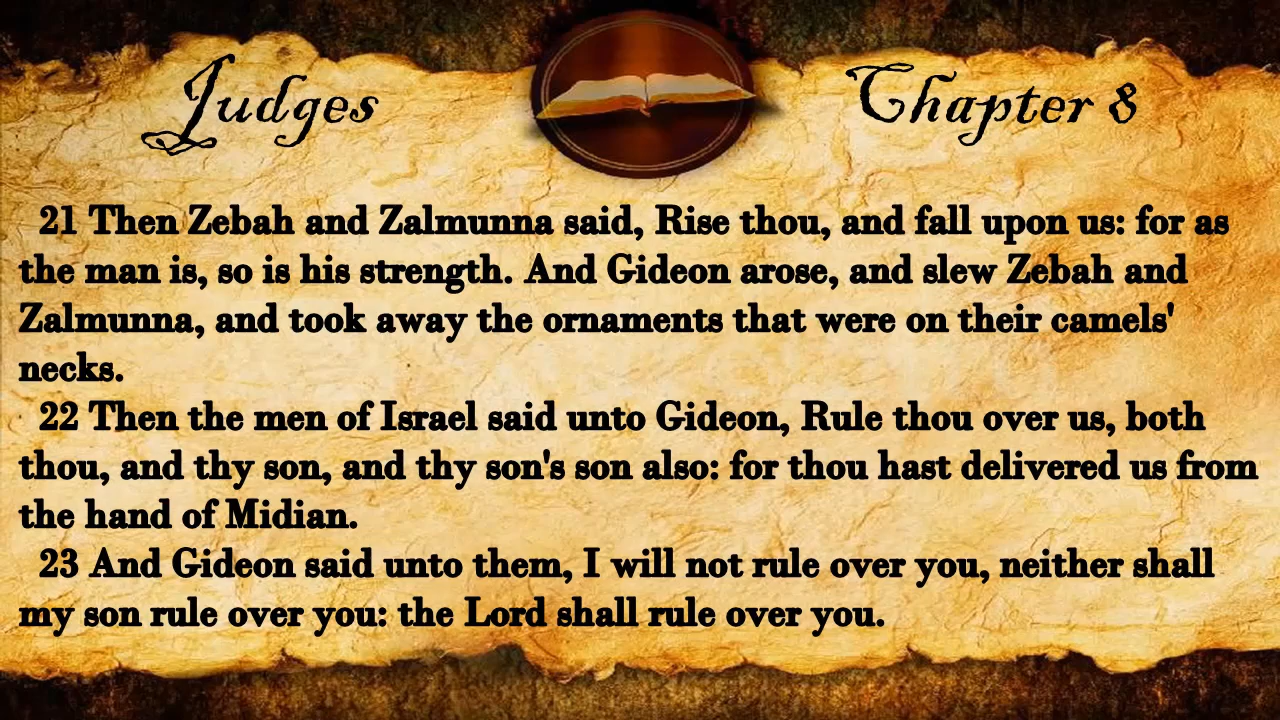 Judges
Chapter 8
21 Then Zebah and Zalmunna said, Rise thou, and fall upon us: for as
the man is, so is his strength. And Gideon arose, and slew Zebah and
Zalmunna, and took away the ornaments that were on their camels'
necks.
22 Then the men of Israel said unto Gideon, Rule thou over us, both
thou, and thy son, and thy son's son also: for thou hast delivered us from
the hand of Midian.
23 And Gideon said unto them, I will not rule over you, neither shall
my son rule over you: the Lord shall rule over you.